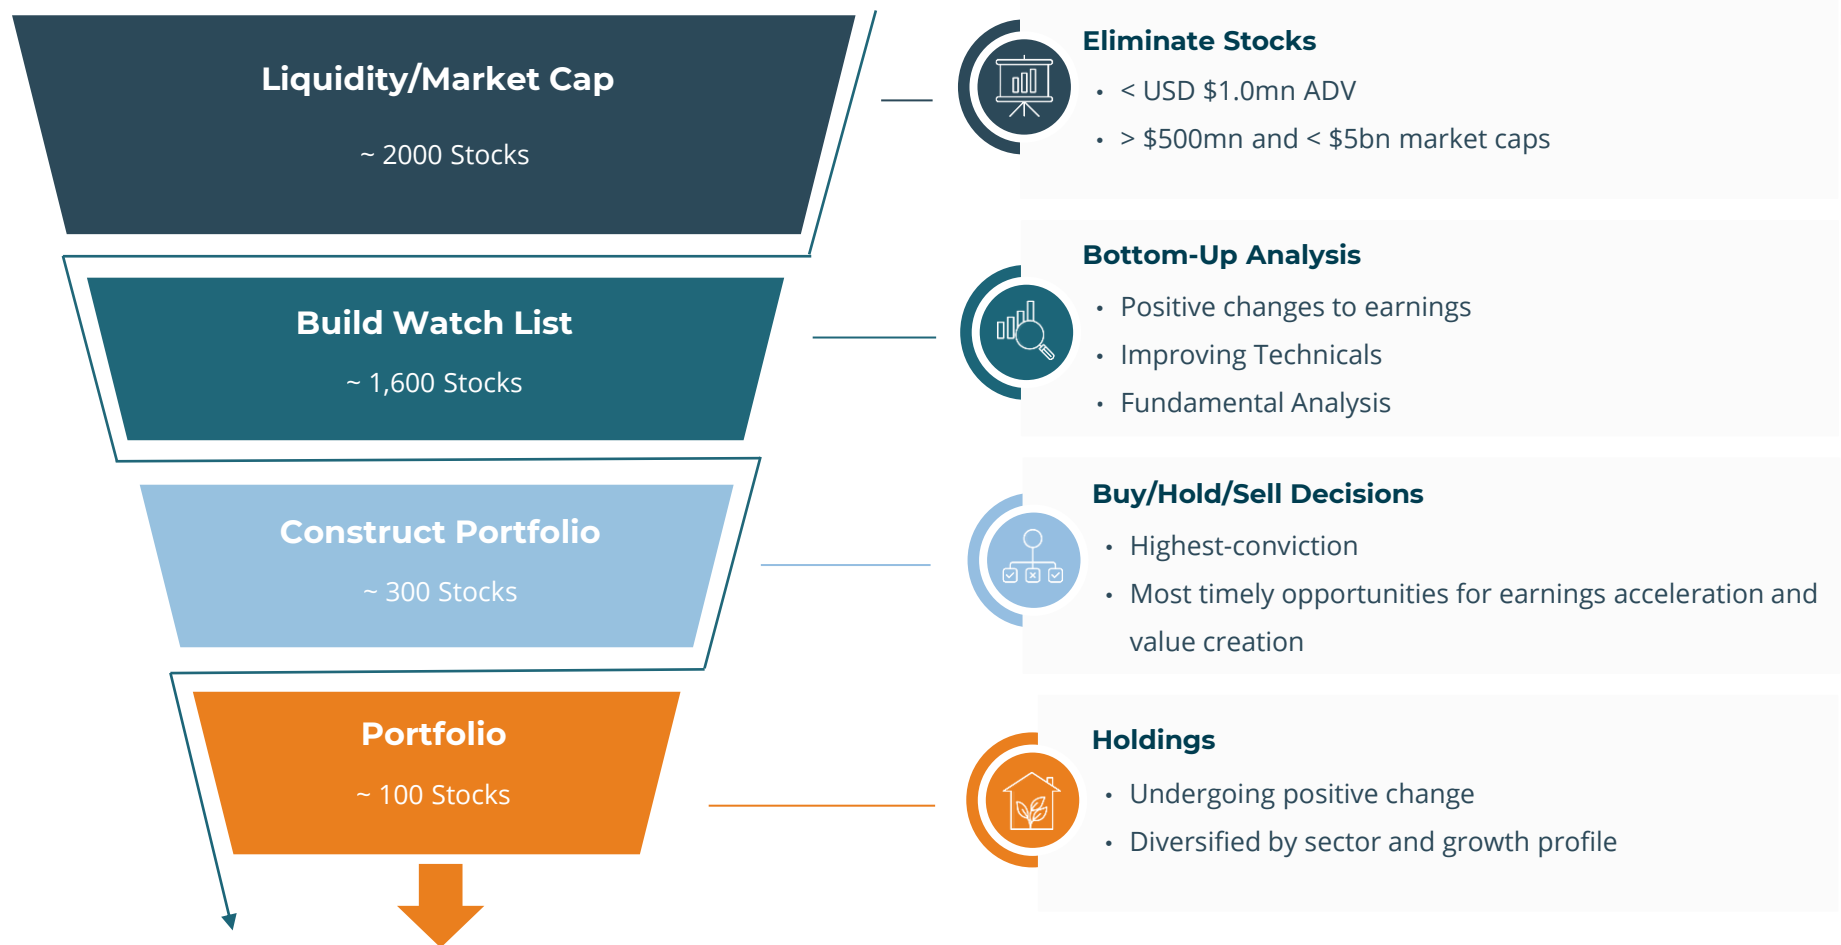 Liquidity/Market Cap
~ 2000 Stocks
Eliminate Stocks
• < USD $1.0mn ADV
• > $500mn and < $5bn market caps
Build Watch List
~ 1,600 Stocks
Bottom-Up Analysis
• Positive changes to earnings
• Improving Technicals
• Fundamental Analysis
Construct Portfolio
~ 300 Stocks
Buy/Hold/Sell Decisions
• Highest-conviction
• Most timely opportunities for earnings acceleration and
value creation
Portfolio
~ 100 Stocks
Holdings
• Undergoing positive change
• Diversified by sector and growth profile